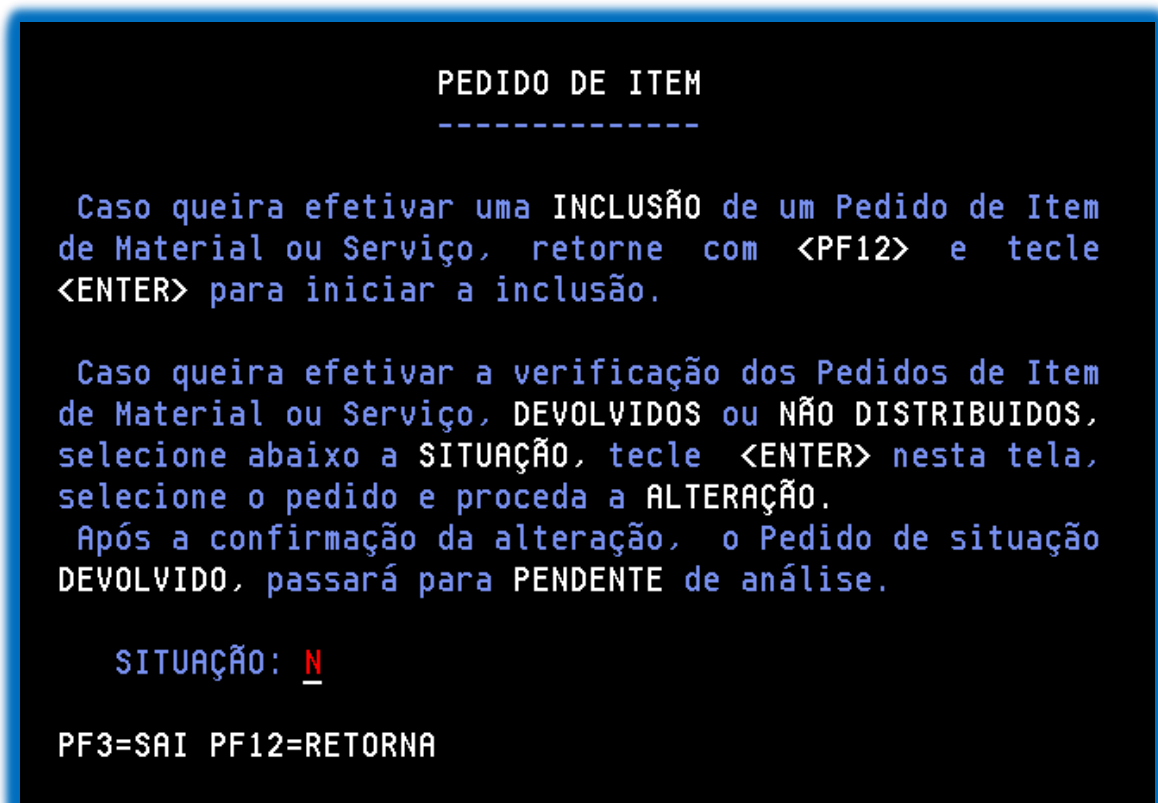 PEDIDO DE ITEM
--------------
Caso queira efetivar uma INCLUSÃO de um Pedido de Item
de Material ou Serviço, retorne com <PF12> e tecle
<ENTER> para iniciar a inclusão.
Caso queira efetivar a verificação dos Pedidos de Item
de Material ou Serviço, DEVOLVIDOS ou NÃO DISTRIBUIDOS,
selecione abaixo a SITUAÇÃO, tecle <ENTER> nesta tela,
selecione o pedido e proceda a ALTERAÇÃO.
Após a confirmação da alteração, o Pedido de situação
DEVOLVIDO, passará para PENDENTE de análise.
SITUAÇÃO: N
PF3=SAI PF12=RETORNA